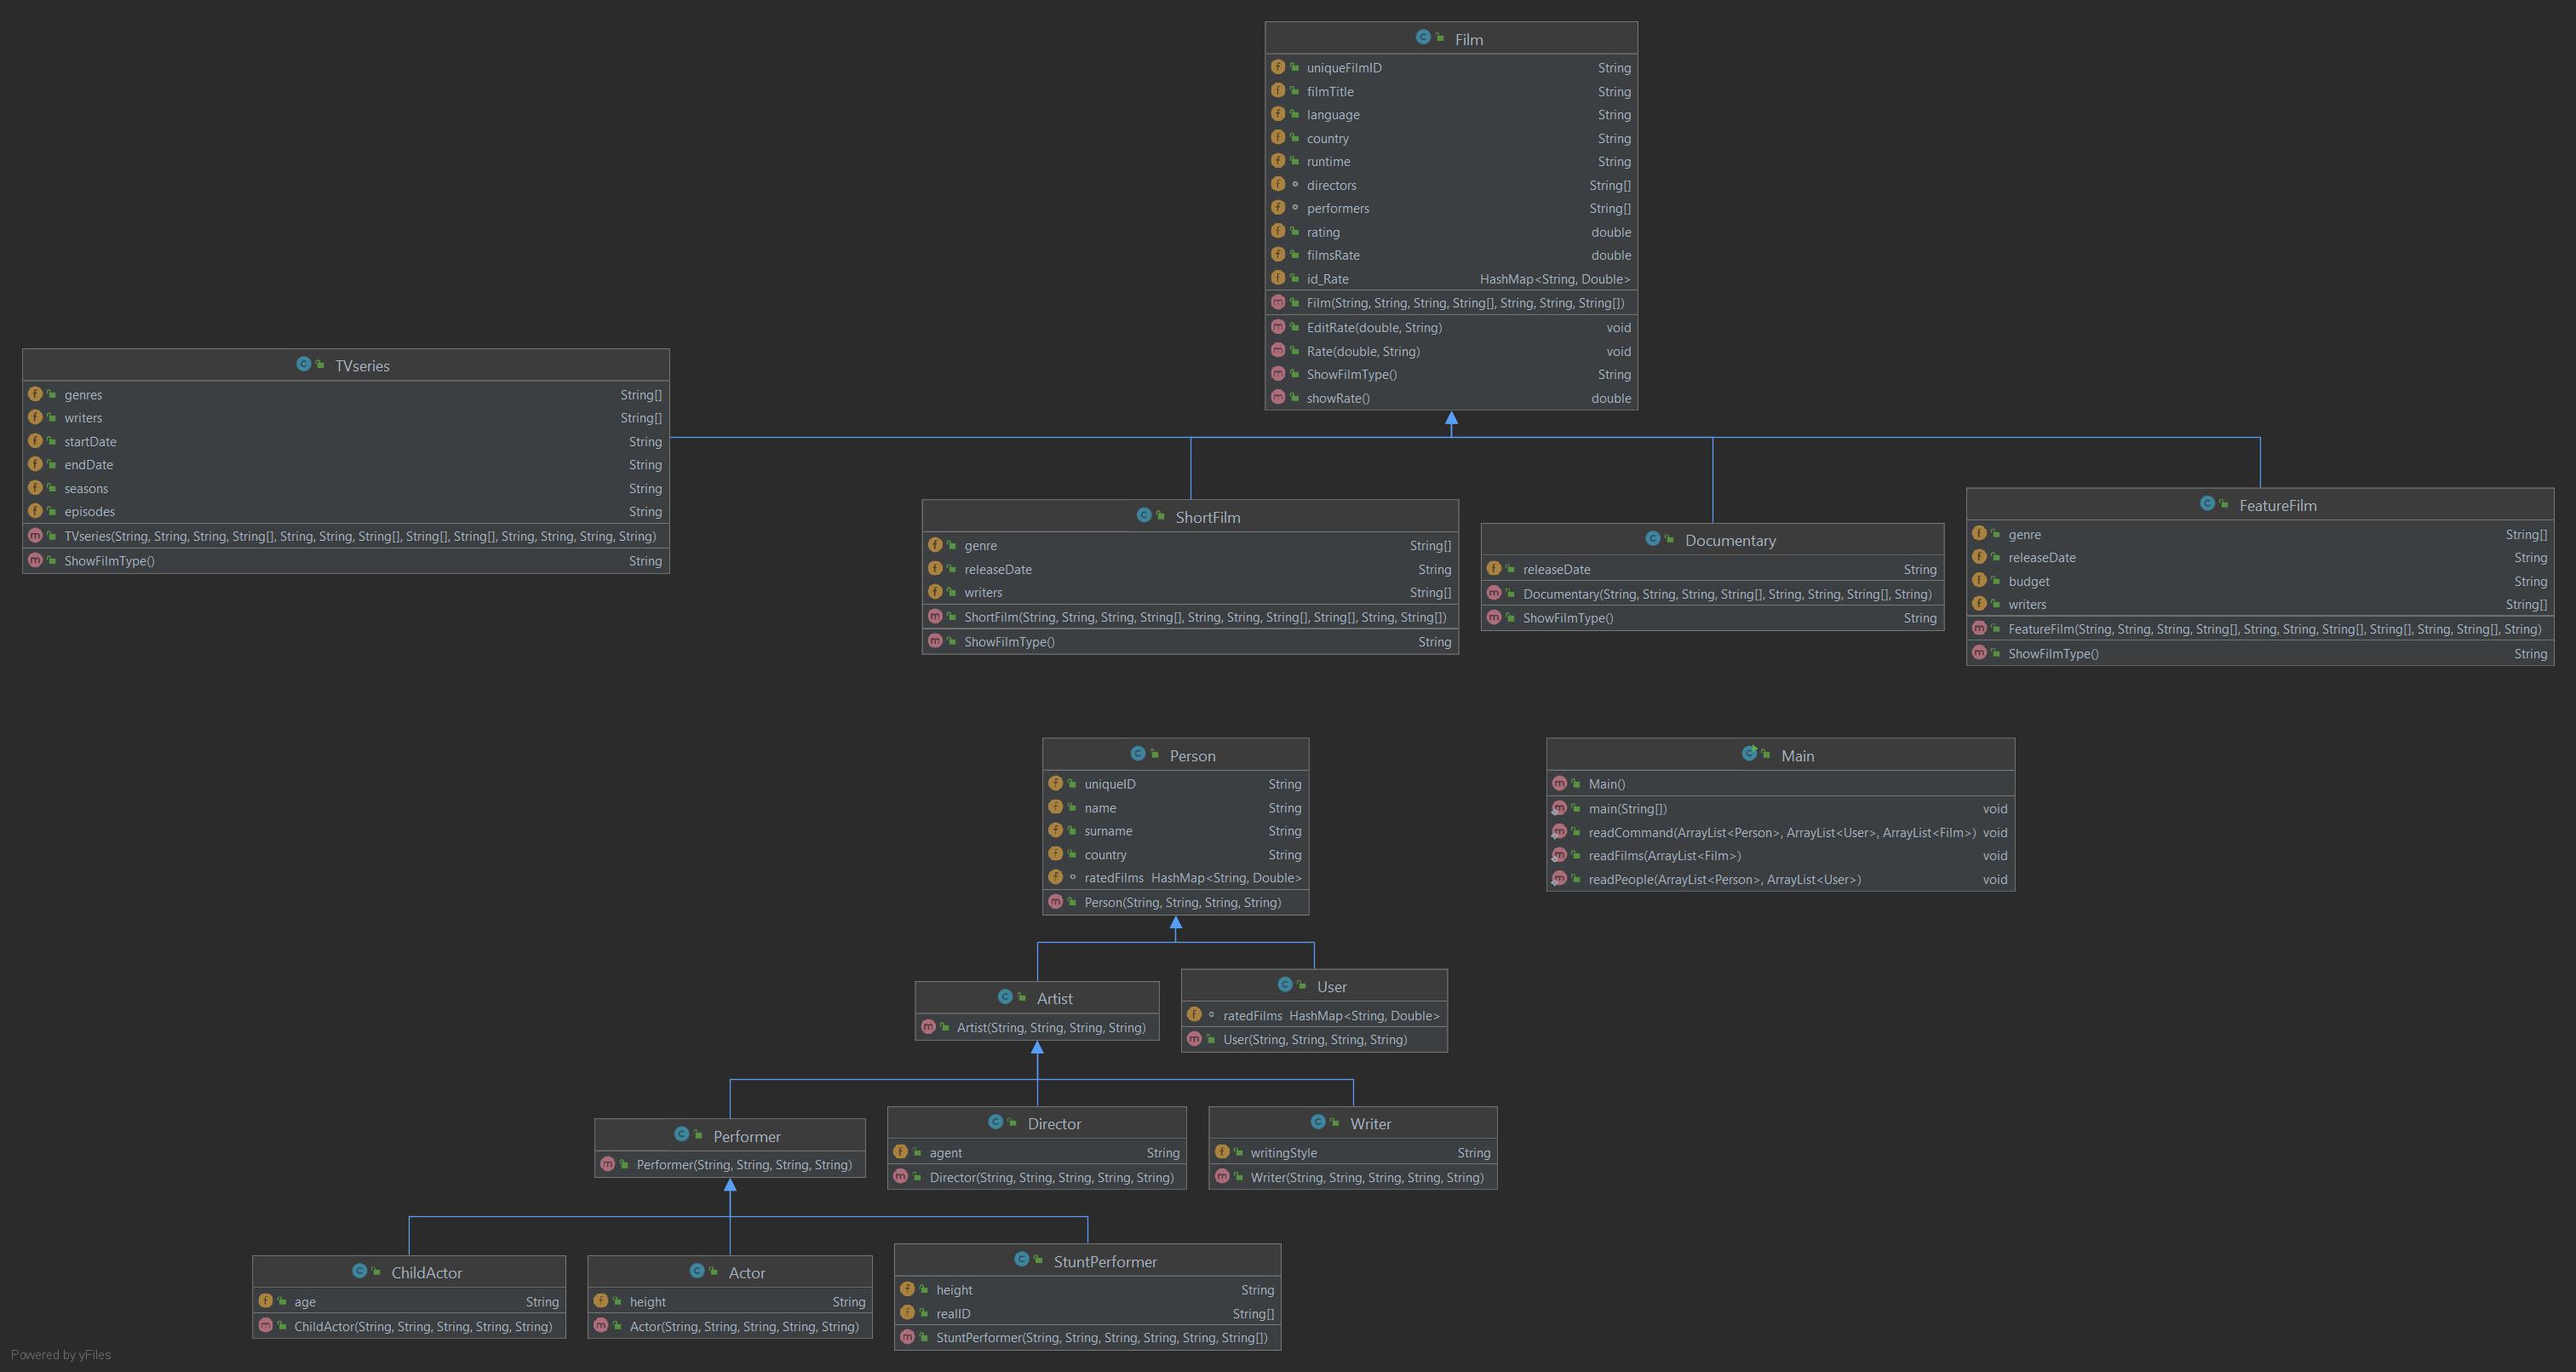 Film
uniqueFilmID String
filmTitle String
language String
country String
runtime String
directors String[]
performers String[]
rating double
filmsRate double
id_Rate HashMap<String, Double>
Film(String, String, String, String[], String, String, String[])
EditRate(double, String) void
Rate(double, String) void
ShowFilmType() String
showRate() double
TVseries
genres String[]
writers String[]
startDate String
endDate String
seasons String
episodes String
TVseries(String, String, String, String[], String, String, String[], String[], String[], String, String, String, String)
ShowFilmType() String
ShortFilm
genre String[]
releaseDate String
writers String[]
ShortFilm(String, String, String, String[], String, String, String[], String[], String, String[])
ShowFilmType() String
Documentary
releaseDate String
Documentary(String, String, String, String[], String, String, String[], String)
ShowFilmType() String
FeatureFilm
genre String[]
releaseDate String
budget String
writers String[]
FeatureFilm(String, String, String, String[], String, String, String[], String[], String, String[], String)
ShowFilmType() String
Person
uniqueID String
name String
surname String
country String
ratedFilms HashMap<String, Double>
Person(String, String, String, String)
Main
Main()
main(String[]) void
readCommand(ArrayList<Person>, ArrayList<User>, ArrayList<Film>) void
readFilms(ArrayList<Film>) void
readPeople(ArrayList<Person>, ArrayList<User>) void
Artist
Artist(String, String, String, String)
User
ratedFilms HashMap<String, Double>
User(String, String, String, String)
Performer
Performer(String, String, String, String)
Director
agent String
Director(String, String, String, String, String)
Writer
writingStyle String
Writer(String, String, String, String, String)
ChildActor
age String
ChildActor(String, String, String, String, String)
Actor
height String
Actor(String, String, String, String, String)
StuntPerformer
height String
realID String[]
StuntPerformer(String, String, String, String, String, String[])
Powered by yFiles